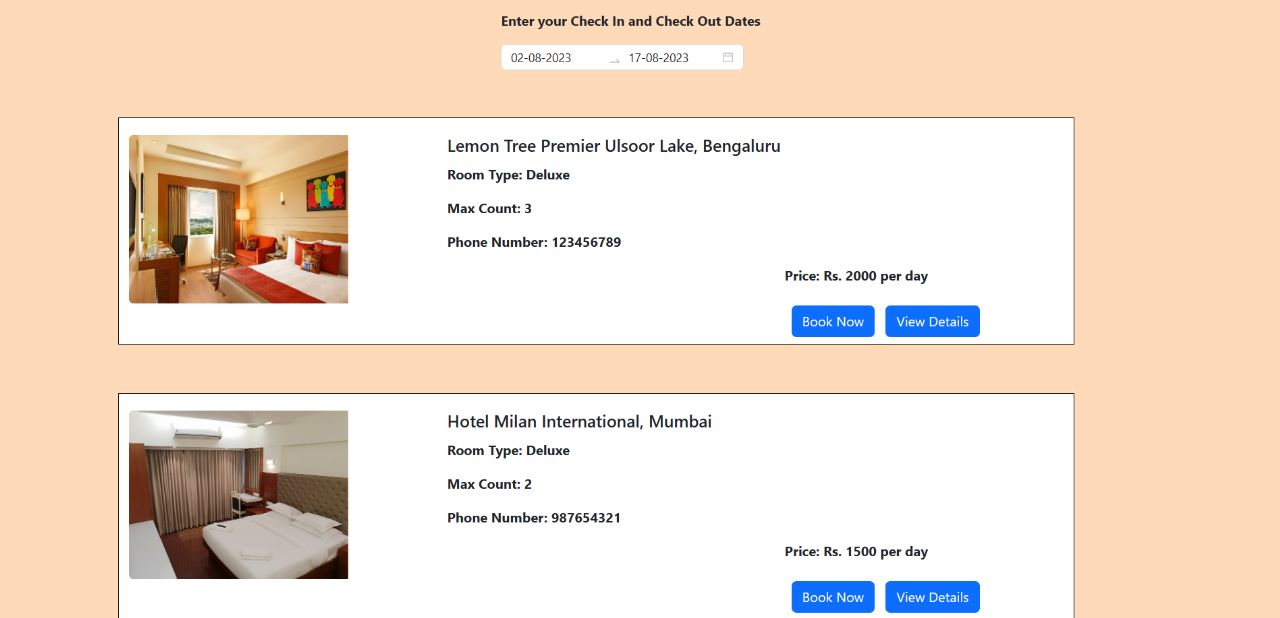 Enter your Check In and Check Out Dates
02-08-2023 → 17-08-2023
Lemon Tree Premier Ulsoor Lake, Bengaluru
Room Type: Deluxe
Max Count: 3
Phone Number: 123456789
Price: Rs. 2000 per day
Book Now View Details
Hotel Milan International, Mumbai
Room Type: Deluxe
Max Count: 2
Phone Number: 987654321
Price: Rs. 1500 per day
Book Now View Details